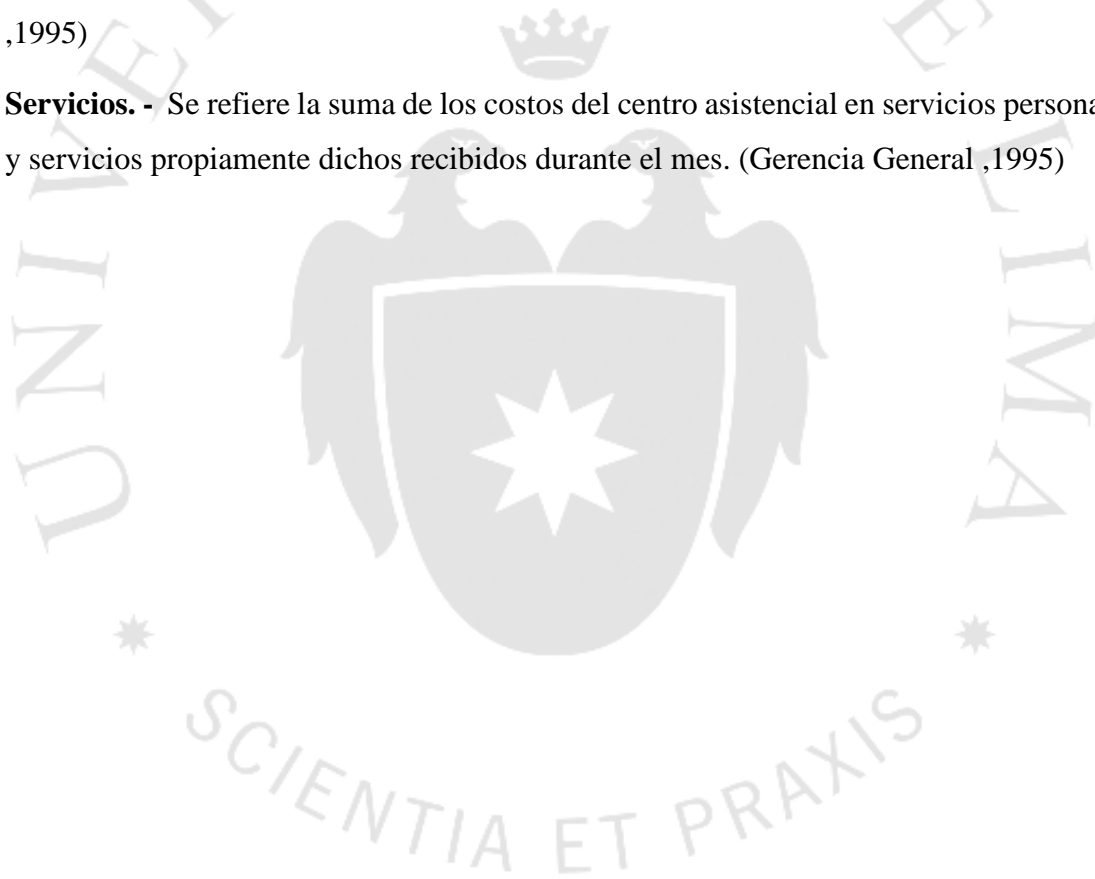 ,1995)
Servicios. - Se refiere la suma de los costos del centro asistencial en servicios
y servicios propiamente dichos recibidos durante el mes. (Gerencia General ,1995)
LIMA
SCIENTIA ET PRAXIS